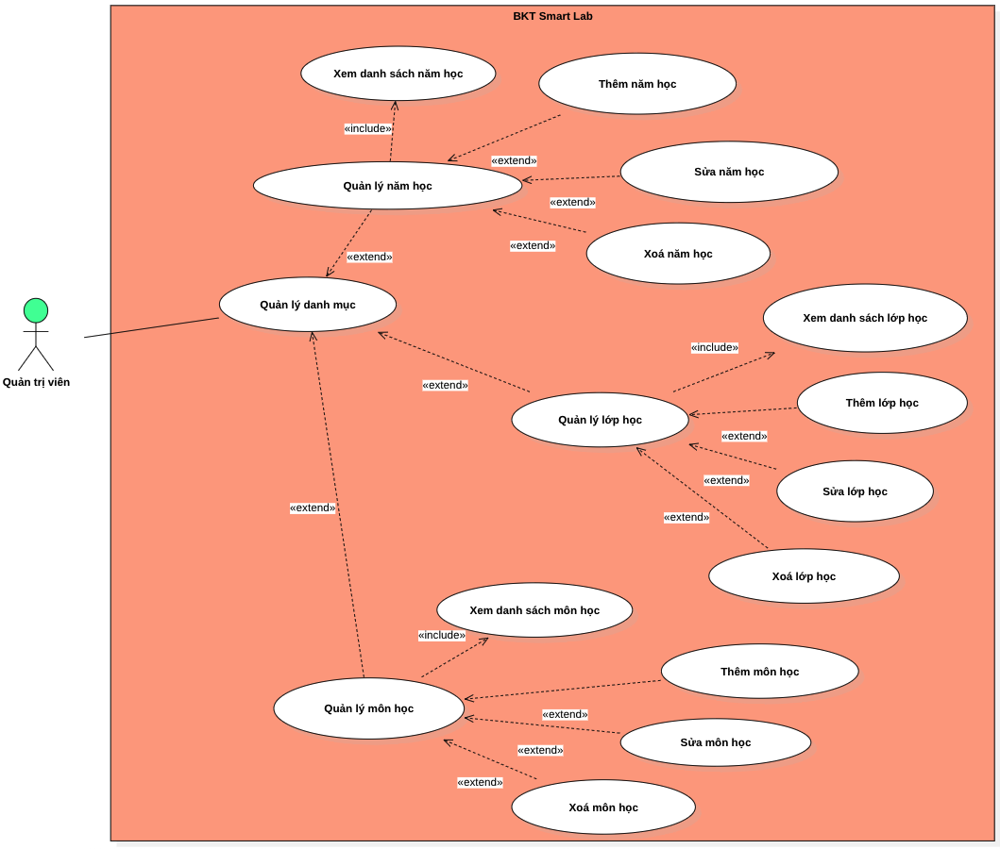 BKT Smart Lab
Xem danh sách năm học
Thêm năm học
«include»
«extend»
Sửa năm học
Quản lý năm học
«extend»
«extend»
Xoá năm học
«extend»
Quản lý danh mục
Xem danh sách lớp học
«include»
Quản trị viên
«extend»
Thêm lớp học
Quản lý lớp học
«extend»
«extend»
Sửa lớp học
«extend»
«extend»
Xoá lớp học
Xem danh sách môn học
«include»
Thêm môn học
Quản lý môn học
«extend»
Sửa môn học
«extend»
«extend»
Xoá môn học